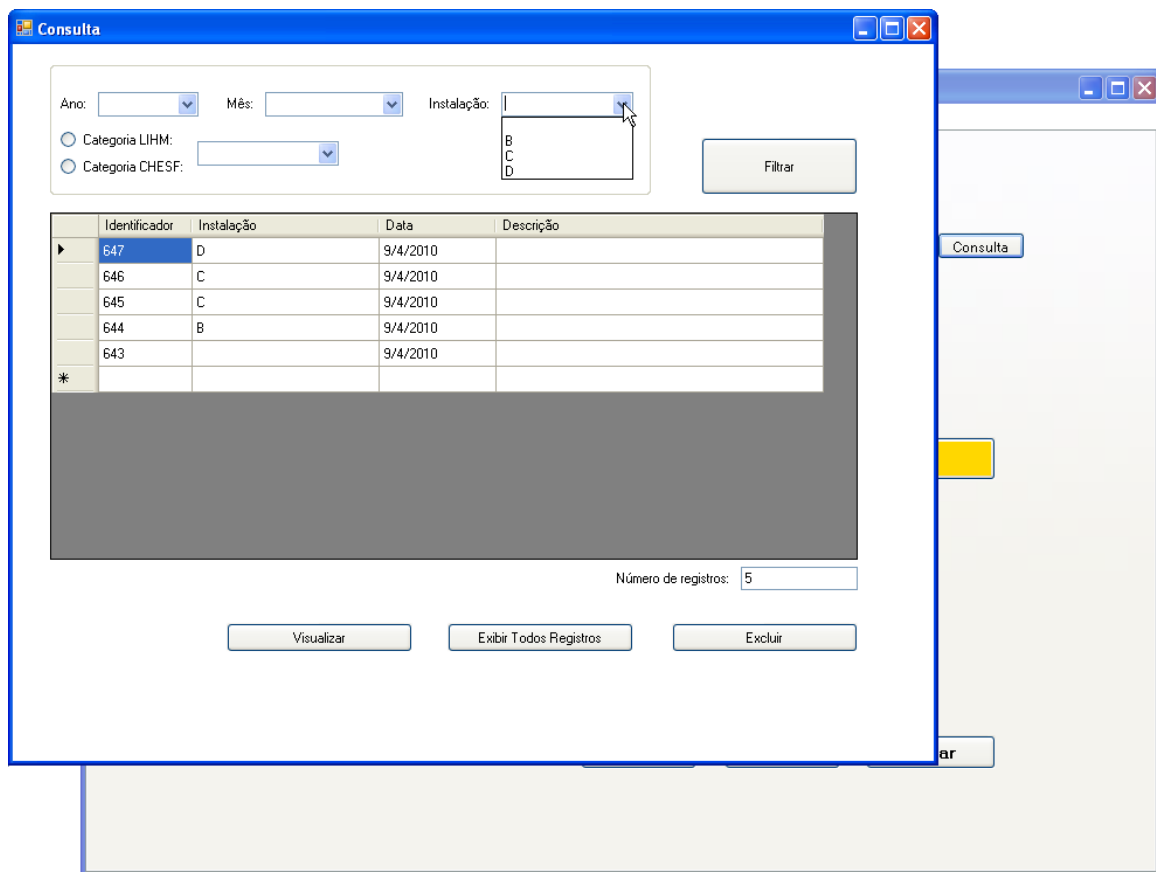 Consulta
Ano: Mês: Instalação:
Categoria LIHM:
Categoria CHESF:
B
C
D
Filtrar
Identificador Instalação Data Descrição
647 D 9/4/2010
646 C 9/4/2010
645 C 9/4/2010
644 B 9/4/2010
643 9/4/2010
*
Número de registros: 5
Visualizar Exibir Todos Registros Excluir
Consulta
ar